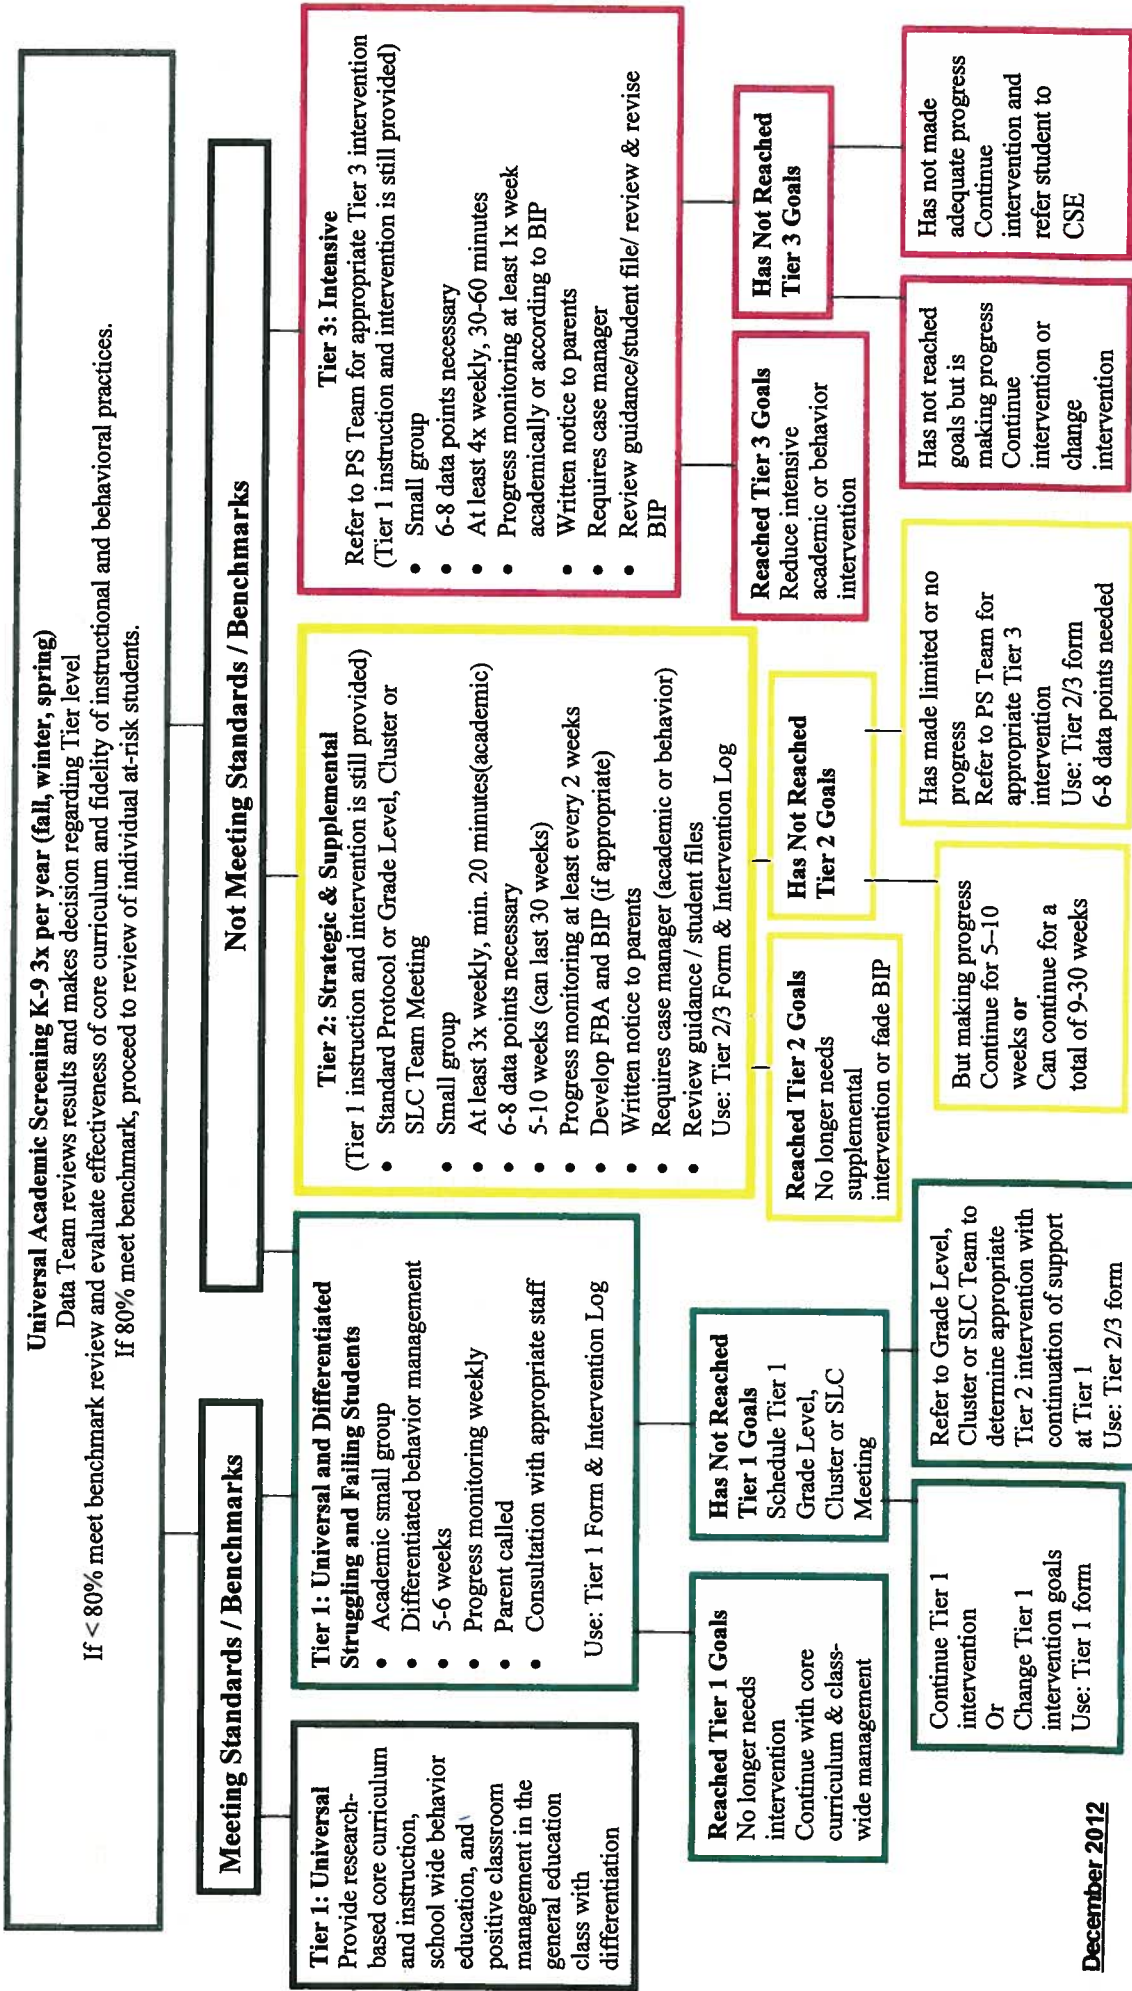 Universal Academic Screening K-9 3x per year (fall, winter, spring)
Data Team reviews results and makes decision regarding Tier level
If < 80% meet benchmark review and evaluate effectiveness of core curriculum and fidelity of instructional and behavioral practices.
If 80% meet benchmark, proceed to review of individual at-risk students.
Meeting Standards / Benchmarks
Not Meeting Standards / Benchmarks
Tier 1: Universal
Provide research-
based core curriculum
and instruction,
school wide behavior
education, and
positive classroom
management in the
general education
class with
differentiation
Tier 1: Universal and Differentiated
Struggling and Failing Students
• Academic small group
• Differentiated behavior management
• 5-6 weeks
• Progress monitoring weekly
• Parent called
• Consultation with appropriate staff
Use: Tier 1 Form & Intervention Log
Tier 2: Strategic & Supplemental
(Tier 1 instruction and intervention is still provided)
• Standard Protocol or Grade Level, Cluster or
SLC Team Meeting
• Small group
• At least 3x weekly, min. 20 minutes(academic)
• 6-8 data points necessary
• 5-10 weeks (can last 30 weeks)
• Progress monitoring at least every 2 weeks
• Develop FBA and BIP (if appropriate)
• Written notice to parents
• Requires case manager (academic or behavior)
• Review guidance / student files
Use: Tier 2/3 Form & Intervention Log
Tier 3: Intensive
Refer to PS Team for appropriate Tier 3 intervention
(Tier 1 instruction and intervention is still provided)
• Small group
• 6-8 data points necessary
• At least 4x weekly, 30-60 minutes
• Progress monitoring at least 1x week
academically or according to BIP
• Written notice to parents
• Requires case manager
• Review guidance/student file/ review & revise
BIP
Reached Tier 1 Goals
No longer needs
intervention
Continue with core
curriculum & class-
wide management
Has Not Reached
Tier 1 Goals
Schedule Tier 1
Grade Level,
Cluster or SLC
Meeting
Reached Tier 2 Goals
No longer needs
supplemental
intervention or fade BIP
Has Not Reached
Tier 2 Goals
Reached Tier 3 Goals
Reduce intensive
academic or behavior
intervention
Has Not Reached
Tier 3 Goals
Continue Tier 1
intervention
Or
Change Tier 1
intervention goals
Use: Tier 1 form
Refer to Grade Level,
Cluster or SLC Team to
determine appropriate
Tier 2 intervention with
continuation of support
at Tier 1
Use: Tier 2/3 form
But making progress
Continue for 5–10
weeks or
Can continue for a
total of 9-30 weeks
Has made limited or no
progress
Refer to PS Team for
appropriate Tier 3
intervention
Use: Tier 2/3 form
6-8 data points needed
Has not reached
goals but is
making progress
Continue
intervention or
change
intervention
Has not made
adequate progress
Continue
intervention and
refer student to
CSE
December 2012